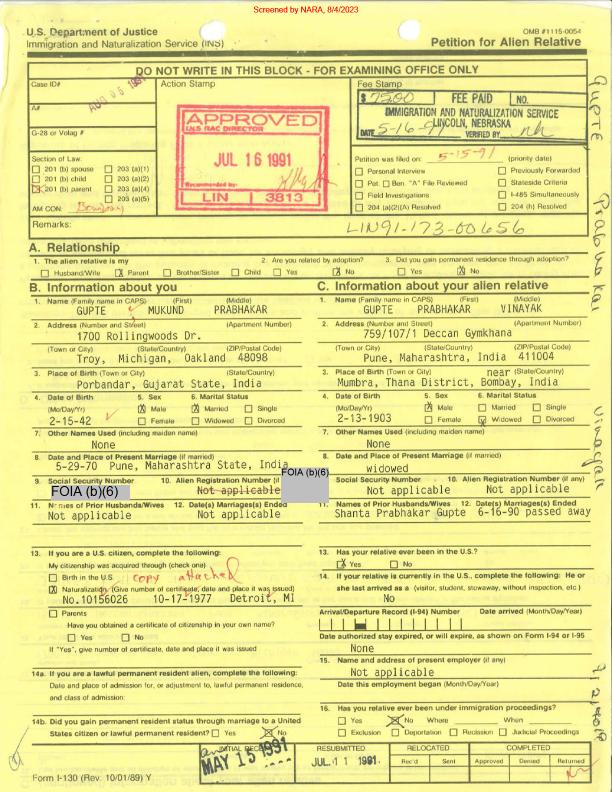 Screened by NARA, 8/4/2023
U.S. Department of Justice
Immigration and Naturalization Service (INS)
OMB #1115-0054
Petition for Alien Relative
DO NOT WRITE IN THIS BLOCK - FOR EXAMINING OFFICE ONLY
Case ID#
AUG 05 1991
A#
G-28 or Volag #
Section of Law:
201 (b) spouse 203 (a)(1)
201 (b) child 203 (a)(2)
201 (b) parent 203 (a)(4)
203 (a)(5)
AM CON: Bombay
Action Stamp
APPROVED
I.N.S RAC DIRECTOR
JUL 16 1991
Recommended by:
LIN 3813
Fee Stamp
$ 7500 FEE PAID NO.
IMMIGRATION AND NATURALIZATION SERVICE
LINCOLN, NEBRASKA
DATE 5-16-91 VERIFIED BY
Petition was filed on: 5-15-91 (priority date)
Personal Interview Previously Forwarded
Pet. Ben. "A" File Reviewed Stateside Criteria
Field Investigations I-485 Simultaneously
204 (a)(2)(A) Resolved 204 (h) Resolved
Remarks:
LIN91-173-00656
Gupte Prabhakar Vinayak
A. Relationship
1. The alien relative is my
Husband/Wife X Parent Brother/Sister Child
2. Are you related by adoption?
Yes X No
3. Did you gain permanent residence through adoption?
Yes X No
B. Information about you
1. Name (Family name in CAPS) (First) (Middle)
GUPTE MUKUND PRABHAKAR
2. Address (Number and Street) (Apartment Number)
1700 Rollingwoods Dr.
(Town or City) (State/Country) (ZIP/Postal Code)
Troy, Michigan, Oakland 48098
3. Place of Birth (Town or City) (State/Country)
Porbandar, Gujarat State, India
4. Date of Birth 5. Sex 6. Marital Status
(Mo/Day/Yr) X Male X Married Single
2-15-42 Female Widowed Divorced
7. Other Names Used (including maiden name)
None
8. Date and Place of Present Marriage (if married)
5-29-70 Pune, Maharashtra State, India
9. Social Security Number 10. Alien Registration Number (if
FOIA (b)(6) Not applicable FOIA (b)(6)
11. Names of Prior Husbands/Wives 12. Date(s) Marriages(s) Ended
Not applicable Not applicable
13. If you are a U.S. citizen, complete the following:
My citizenship was acquired through (check one)
Birth in the U.S. copy attached
X Naturalization (Give number of certificate, date and place it was issued)
No.10156026 10-17-1977 Detroit, MI
Parents
Have you obtained a certificate of citizenship in your own name?
Yes No
If "Yes", give number of certificate, date and place it was issued
14a. If you are a lawful permanent resident alien, complete the following:
Date and place of admission for, or adjustment to, lawful permanent residence,
and class of admission:
14b. Did you gain permanent resident status through marriage to a United
States citizen or lawful permanent resident? Yes X No
C. Information about your alien relative
1. Name (Family name in CAPS) (First) (Middle)
GUPTE PRABHAKAR VINAYAK
2. Address (Number and Street) (Apartment Number)
759/107/1 Deccan Gymkhana
(Town or City) (State/Country) (ZIP/Postal Code)
Pune, Maharashtra, India 411004
3. Place of Birth (Town or City) near (State/Country)
Mumbra, Thana District, Bombay, India
4. Date of Birth 5. Sex 6. Marital Status
(Mo/Day/Yr) X Male Married Single
2-13-1903 Female X Widowed Divorced
7. Other Names Used (including maiden name)
None
8. Date and Place of Present Marriage (if married)
widowed
Social Security Number 10. Alien Registration Number (if any)
Not applicable Not applicable
11. Names of Prior Husbands/Wives 12. Date(s) Marriages(s) Ended
Shanta Prabhakar Gupte 6-16-90 passed away
13. Has your relative ever been in the U.S.?
X Yes No
14. If your relative is currently in the U.S., complete the following: He or
she last arrived as a (visitor, student, stowaway, without inspection, etc.)
No
Arrival/Departure Record (I-94) Number Date arrived (Month/Day/Year)
Date authorized stay expired, or will expire, as shown on Form I-94 or I-95
None
15. Name and address of present employer (if any)
Not applicable
Date this employment began (Month/Day/Year)
16. Has your relative ever been under immigration proceedings?
Yes X No Where When
Exclusion Deportation Recission Judicial Proceedings
INITIAL RECEIPT RESUBMITTED RELOCATED COMPLETED
MAY 15 1991 JUL 11 1991 Rec'd Sent Approved Denied Returned
Form I-130 (Rev. 10/01/89) Y